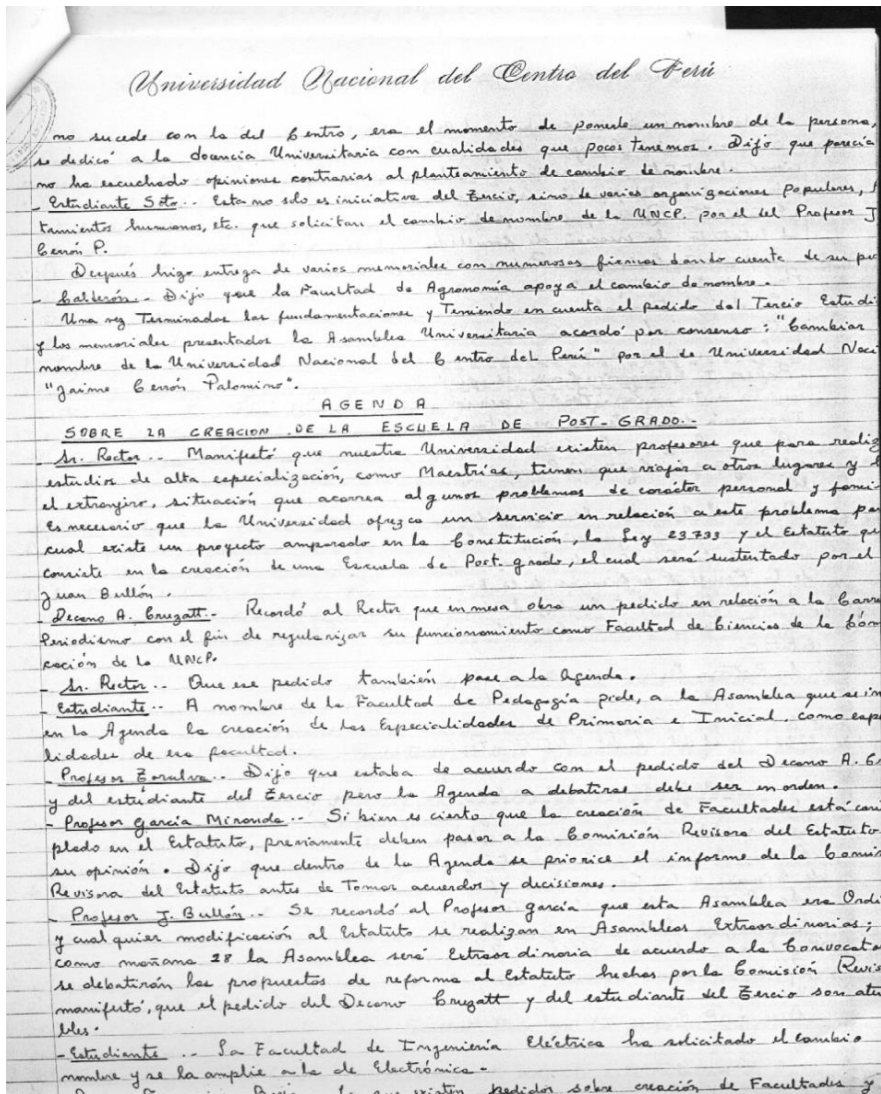 Universidad Nacional del Centro del Perú
no sucede con la del Centro, era el momento de ponerle un nombre de la persona,
se dedicó a la docencia Universitaria con cualidades que pocos tenemos. Dijo que parecía
no ha escuchado opiniones contrarias al planteamiento de cambio de nombre.
- Estudiante Soto.. Esta no solo es iniciativa del Tercio, sino de varias organizaciones populares,
tamientos humanos, etc. que solicitan el cambio de nombre de la UNCP. por el del Profesor J
Cerrón P.
Después hizo entrega de varios memoriales con numerosas firmas dando cuenta de su
- Calderón.- Dijo que la Facultad de Agronomía apoya el cambio de nombre.
Una vez Terminadas las fundamentaciones y Teniendo en cuenta el pedido del Tercio Estudi
y los memoriales presentados la Asamblea Universitaria acordó por consenso: "Cambiar
nombre de la Universidad Nacional del Centro del Perú" por el de Universidad Naci
"Jaime Cerrón Palomino".
AGENDA
SOBRE LA CREACION DE LA ESCUELA DE POST-GRADO.-
- Sr. Rector.. Manifestó que nuestra Universidad existen profesores que para realiz
estudios de alta especialización, como Maestrías, tienen que viajar a otros lugares y
el extranjero, situación que acarrea algunos problemas de carácter personal y fami
Es necesario que la Universidad ofrezca un servicio en relación a este problema par
cual existe un proyecto amparado en la Constitución, la Ley 23.733 y el Estatuto qu
consiste en la creación de una Escuela de Post.grado, el cual será sustentado por el
Juan Bullón.
- Decano A. Cruzatt.- Recordó al Rector que en mesa obra un pedido en relación a la Carre
Periodismo con el fin de regularizar su funcionamiento como Facultad de Ciencias de la Com
cación de la UNCP.
- Sr. Rector.. Que ese pedido también pase a la Agenda.
- Estudiante.. A nombre de la Facultad de Pedagogía pide, a la Asamblea que se in
en la Agenda la creación de las Especialidades de Primaria e Inicial, como espe
lidades de esa facultad.
- Profesor.. Dijo que estaba de acuerdo con el pedido del Decano A. C
y del estudiante del Tercio pero la Agenda a debatirse debe ser en orden.
- Profesor García Miranda.. Si bien es cierto que la creación de Facultades está con
plado en el Estatuto, previamente deben pasar a la Comisión Revisora del Estatuto
su opinión. Dijo que dentro de la Agenda se priorice el informe de la Comis
Revisora del Estatuto antes de Tomar acuerdos y decisiones.
- Profesor J. Bullón.. Se recordó al Profesor García que esta Asamblea era Ordi
y cualquier modificación al Estatuto se realizan en Asambleas Extraordinarias;
como mañana 28 la Asamblea será Extraordinaria de acuerdo a la Convocato
se debatirán las propuestas de reforma al Estatuto hechas por la Comisión Revis
manifestó, que el pedido del Decano Cruzatt y del estudiante del Tercio son aten
bles.
- Estudiante.. La Facultad de Ingeniería Eléctrica ha solicitado el cambio
nombre y se la amplie a la de Electrónica.-
que existen pedidos sobre creación de Facultades y